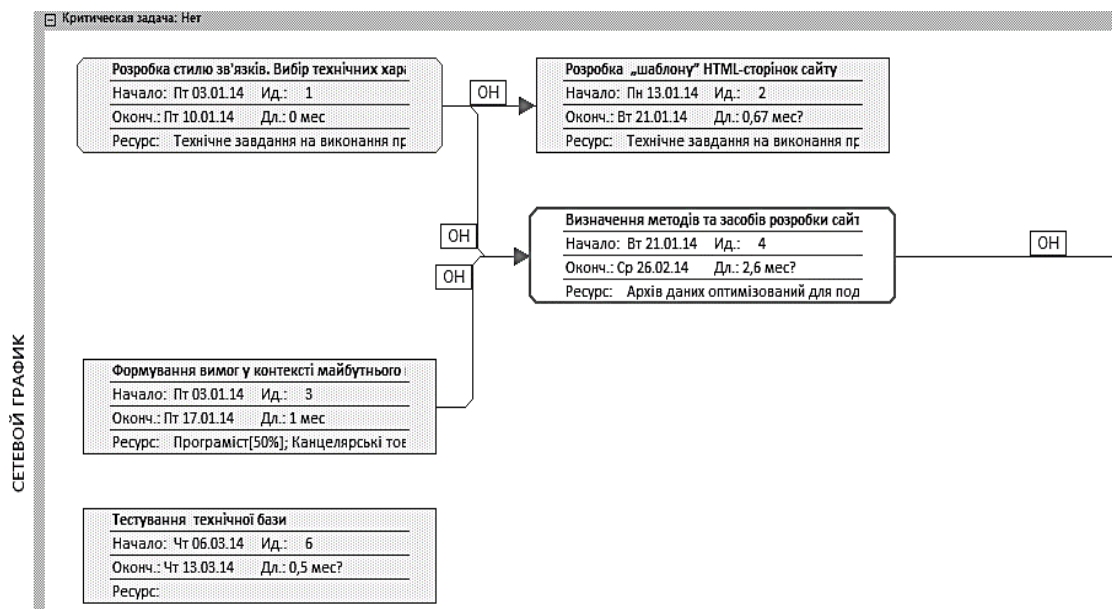 Критическая задача: Нет
Розробка стилю зв'язків. Вибір технічних хара
Начало: Пт 03.01.14 Ид.: 1
Оконч.: Пт 10.01.14 Дл.: 0 мес
Ресурс: Технічне завдання на виконання пр
ОН
Розробка „шаблону” HTML-сторінок сайту
Начало: Пн 13.01.14 Ид.: 2
Оконч.: Вт 21.01.14 Дл.: 0,67 мес?
Ресурс: Технічне завдання на виконання пр
ОН
ОН
Визначення методів та засобів розробки сайт
Начало: Вт 21.01.14 Ид.: 4
Оконч.: Ср 26.02.14 Дл.: 2,6 мес?
Ресурс: Архів даних оптимізований для под
ОН
СЕТЕВОЙ ГРАФИК
Формування вимог у контексті майбутнього
Начало: Пт 03.01.14 Ид.: 3
Оконч.: Пт 17.01.14 Дл.: 1 мес
Ресурс: Програміст[50%]; Канцелярські тов
Тестування технічної бази
Начало: Чт 06.03.14 Ид.: 6
Оконч.: Чт 13.03.14 Дл.: 0,5 мес?
Ресурс: